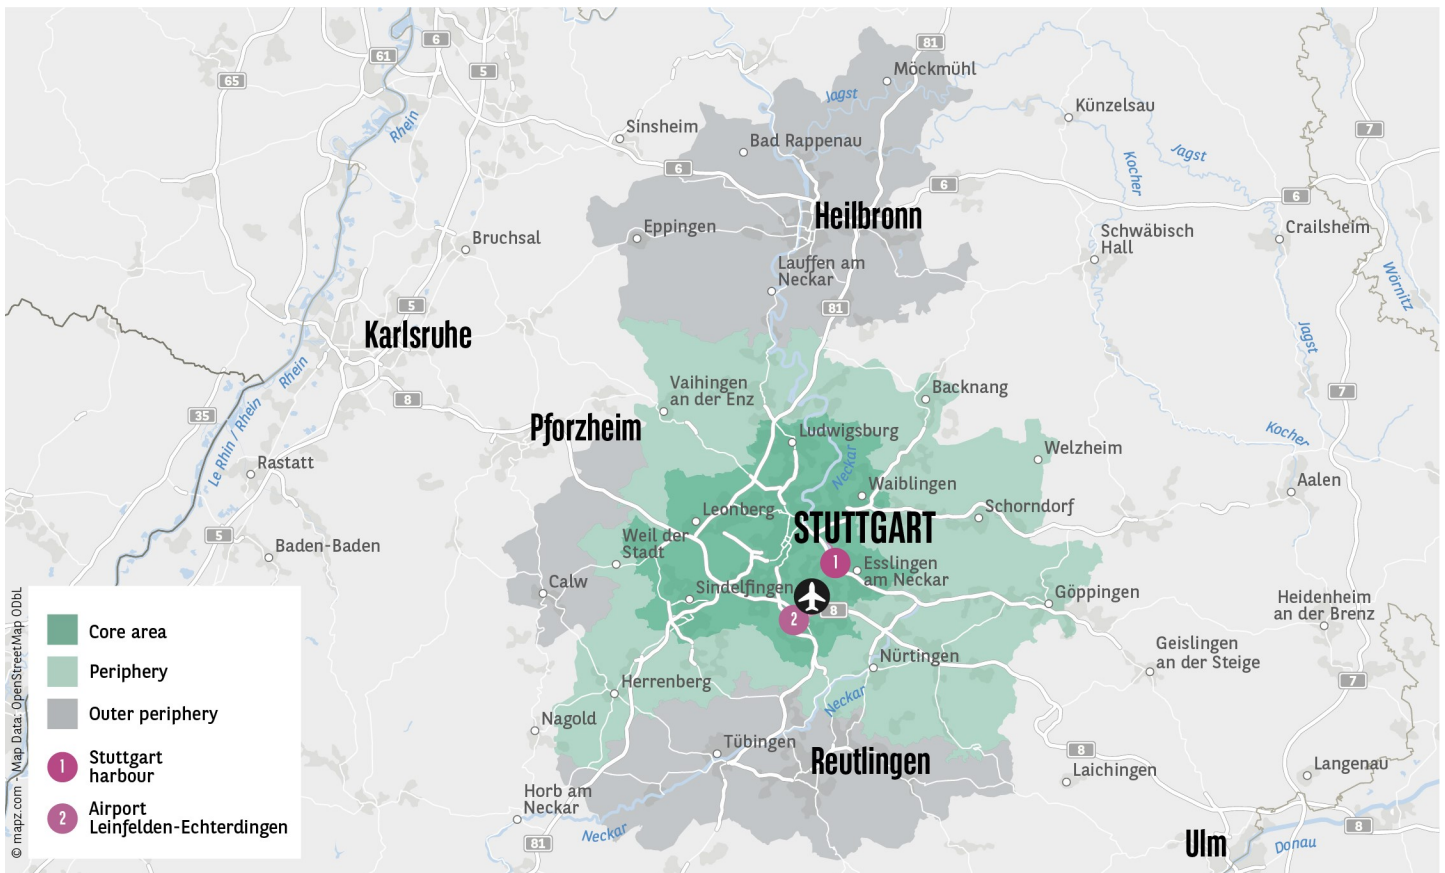 81
6
61
5
65
Möckmühl
Jagst
Künzelsau
Rhein
Sinsheim
Bad Rappenau
7
Jagst
Kocher
6
6
6
Heilbronn
Eppingen
Bruchsal
Schwäbisch
Hall
Crailsheim
Lauffen am
Neckar
Wörnitz
5
81
Karlsruhe
Jagst
Rhein
Vaihingen
an der Enz
Backnang
7
8
35
Le Rhin / Rhein
Pforzheim
Ludwigsburg
Kocher
Welzheim
Rastatt
Neckar
Waiblingen
Aalen
Leonberg
Schorndorf
STUTTGART
5
Baden-Baden
Weil der
Stadt
1
Esslingen
am Neckar
Calw
Sindelfingen
8
2
Göppingen
Heidenheim
an der Brenz
Geislingen
an der Steige
Nürtingen
7
Herrenberg
Neckar
Nagold
Tübingen
Reutlingen
8
Laichingen
Langenau
Horb am
Neckar
Neckar
81
8
Ulm
Donau
Core area
Periphery
Outer periphery
1
Stuttgart
harbour
2
Airport
Leinfelden-Echterdingen
© mapz.com - Map Data: OpenStreetMap ODbL